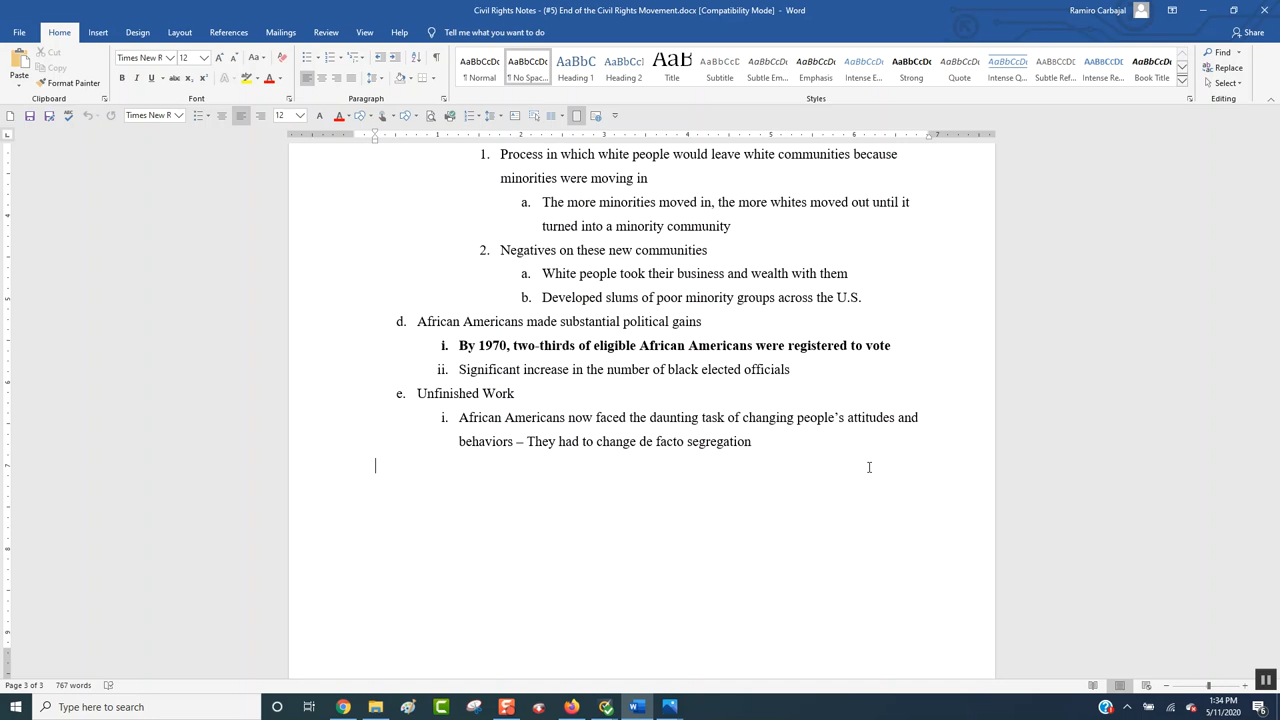 Civil Rights Notes - (#5) End of the Civil Rights Movement.docx [Compatibility Mode] - Word
Ramiro Carbajal
File Home Insert Design Layout References Mailings Review View Help Tell me what you want to do
Share
Paste
Cut
Copy
Format Painter
Times New R 12
¶ Normal ¶ No Spac... Heading 1 Heading 2 Title Subtitle Subtle Em... Emphasis Intense E... Strong Quote Intense Q... Subtle Ref... Intense Re... Book Title
Find
Replace
Select
Clipboard Font Paragraph Styles Editing
Times New R 12
1. Process in which white people would leave white communities because
minorities were moving in
a. The more minorities moved in, the more whites moved out until it
turned into a minority community
2. Negatives on these new communities
a. White people took their business and wealth with them
b. Developed slums of poor minority groups across the U.S.
d. African Americans made substantial political gains
i. By 1970, two-thirds of eligible African Americans were registered to vote
ii. Significant increase in the number of black elected officials
e. Unfinished Work
i. African Americans now faced the daunting task of changing people’s attitudes and
behaviors – They had to change de facto segregation
Page 3 of 3 767 words
Type here to search
1:34 PM
5/11/2020